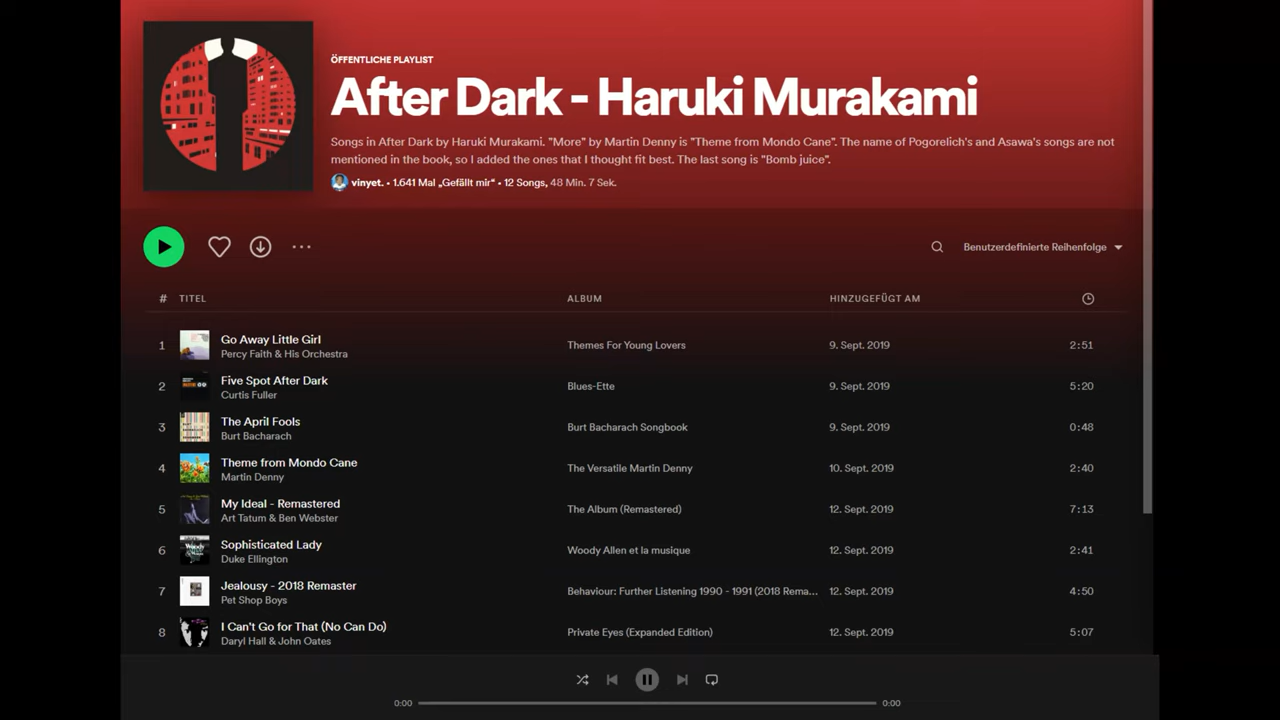 ÖFFENTLICHE PLAYLIST
After Dark - Haruki Murakami
Songs in After Dark by Haruki Murakami. "More" by Martin Denny is "Theme from Mondo Cane". The name of Pogorelich's and Asawa's songs are not
mentioned in the book, so I added the ones that I thought fit best. The last song is "Bomb juice".
vinyet. • 1.641 Mal „Gefällt mir“ • 12 Songs, 48 Min. 7 Sek.
Benutzerdefinierte Reihenfolge
# TITEL ALBUM HINZUGEFÜGT AM
1 Go Away Little Girl Themes For Young Lovers 9. Sept. 2019 2:51
Percy Faith & His Orchestra
2 Five Spot After Dark Blues-Ette 9. Sept. 2019 5:20
Curtis Fuller
3 The April Fools Burt Bacharach Songbook 9. Sept. 2019 0:48
Burt Bacharach
4 Theme from Mondo Cane The Versatile Martin Denny 10. Sept. 2019 2:40
Martin Denny
5 My Ideal - Remastered The Album (Remastered) 12. Sept. 2019 7:13
Art Tatum & Ben Webster
6 Sophisticated Lady Woody Allen et la musique 12. Sept. 2019 2:41
Duke Ellington
7 Jealousy - 2018 Remaster Behaviour: Further Listening 1990 - 1991 (2018 Rema... 12. Sept. 2019 4:50
Pet Shop Boys
8 I Can't Go for That (No Can Do) Private Eyes (Expanded Edition) 12. Sept. 2019 5:07
Daryl Hall & John Oates
0:00 0:00